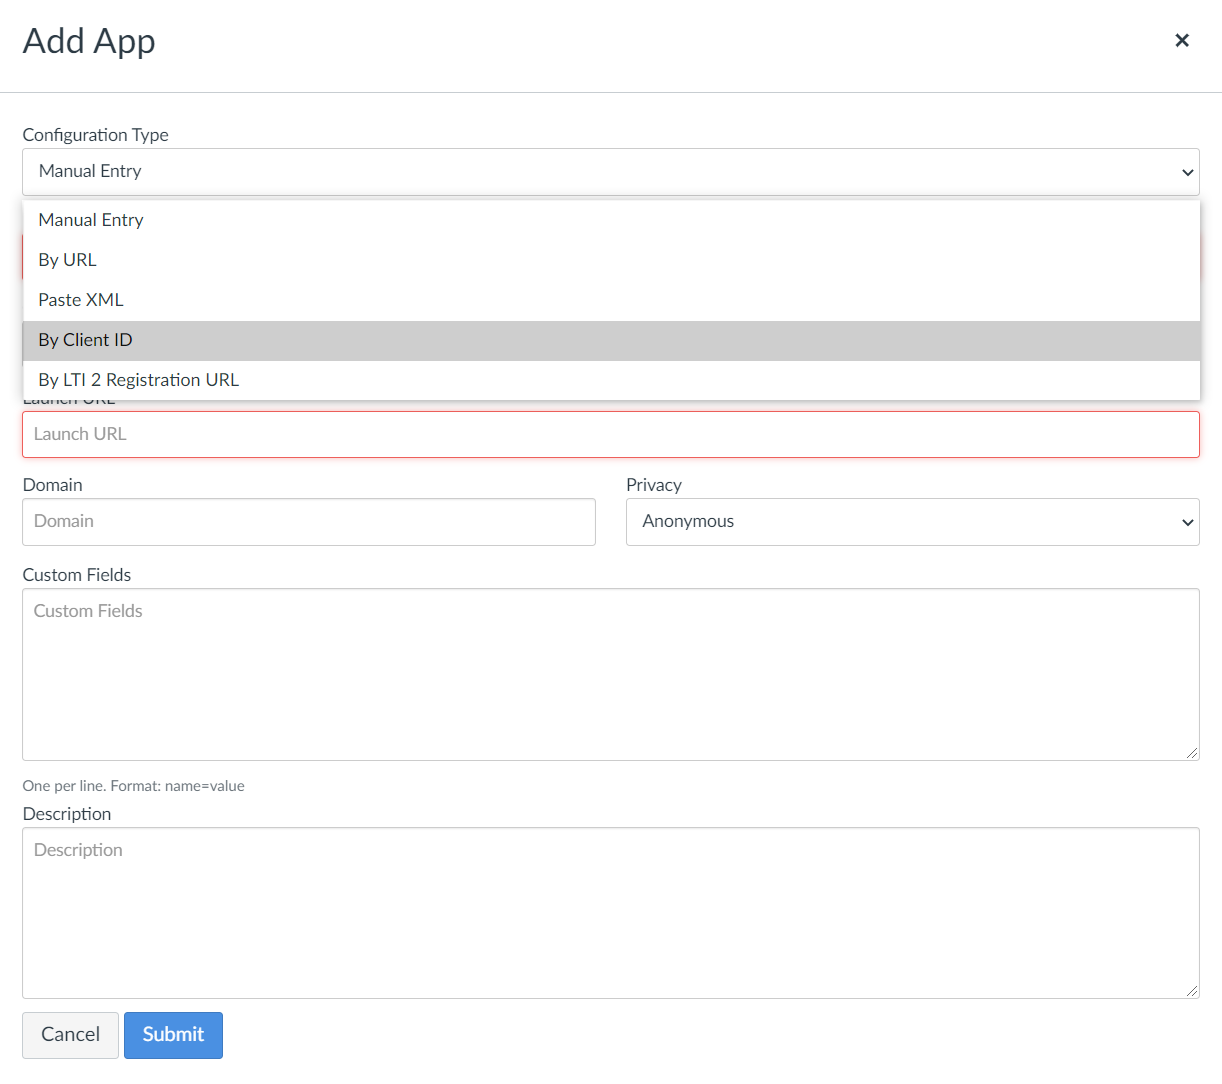 Add App
×
Configuration Type
Manual Entry
Manual Entry
By URL
Paste XML
By Client ID
By LTI 2 Registration URL
Launch URL
Launch URL
Domain
Privacy
Domain
Anonymous
Custom Fields
Custom Fields
One per line. Format: name=value
Description
Description
Cancel
Submit